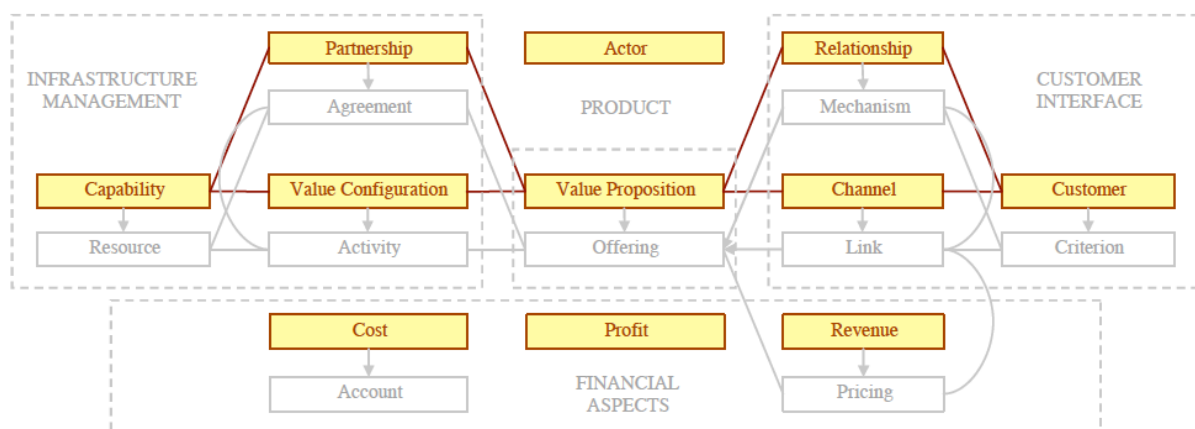 Partnership
Actor
Relationship
INFRASTRUCTURE
MANAGEMENT
Agreement
PRODUCT
Mechanism
CUSTOMER
INTERFACE
Capability
Value Configuration
Value Proposition
Channel
Customer
Resource
Activity
Offering
Link
Criterion
Cost
Profit
Revenue
Account
FINANCIAL
ASPECTS
Pricing